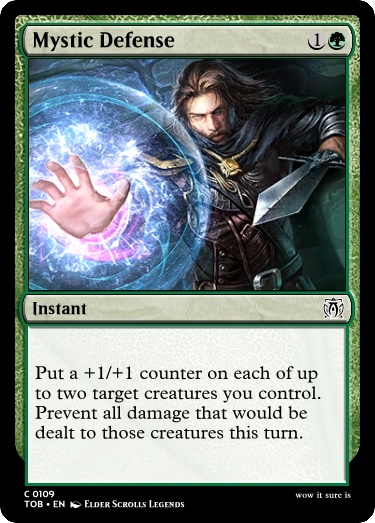 Mystic Defense 1
Instant
Put a +1/+1 counter on each of up
to two target creatures you control.
Prevent all damage that would be
dealt to those creatures this turn.
C 0109
TOB • EN Elder Scrolls Legends
wow it sure is